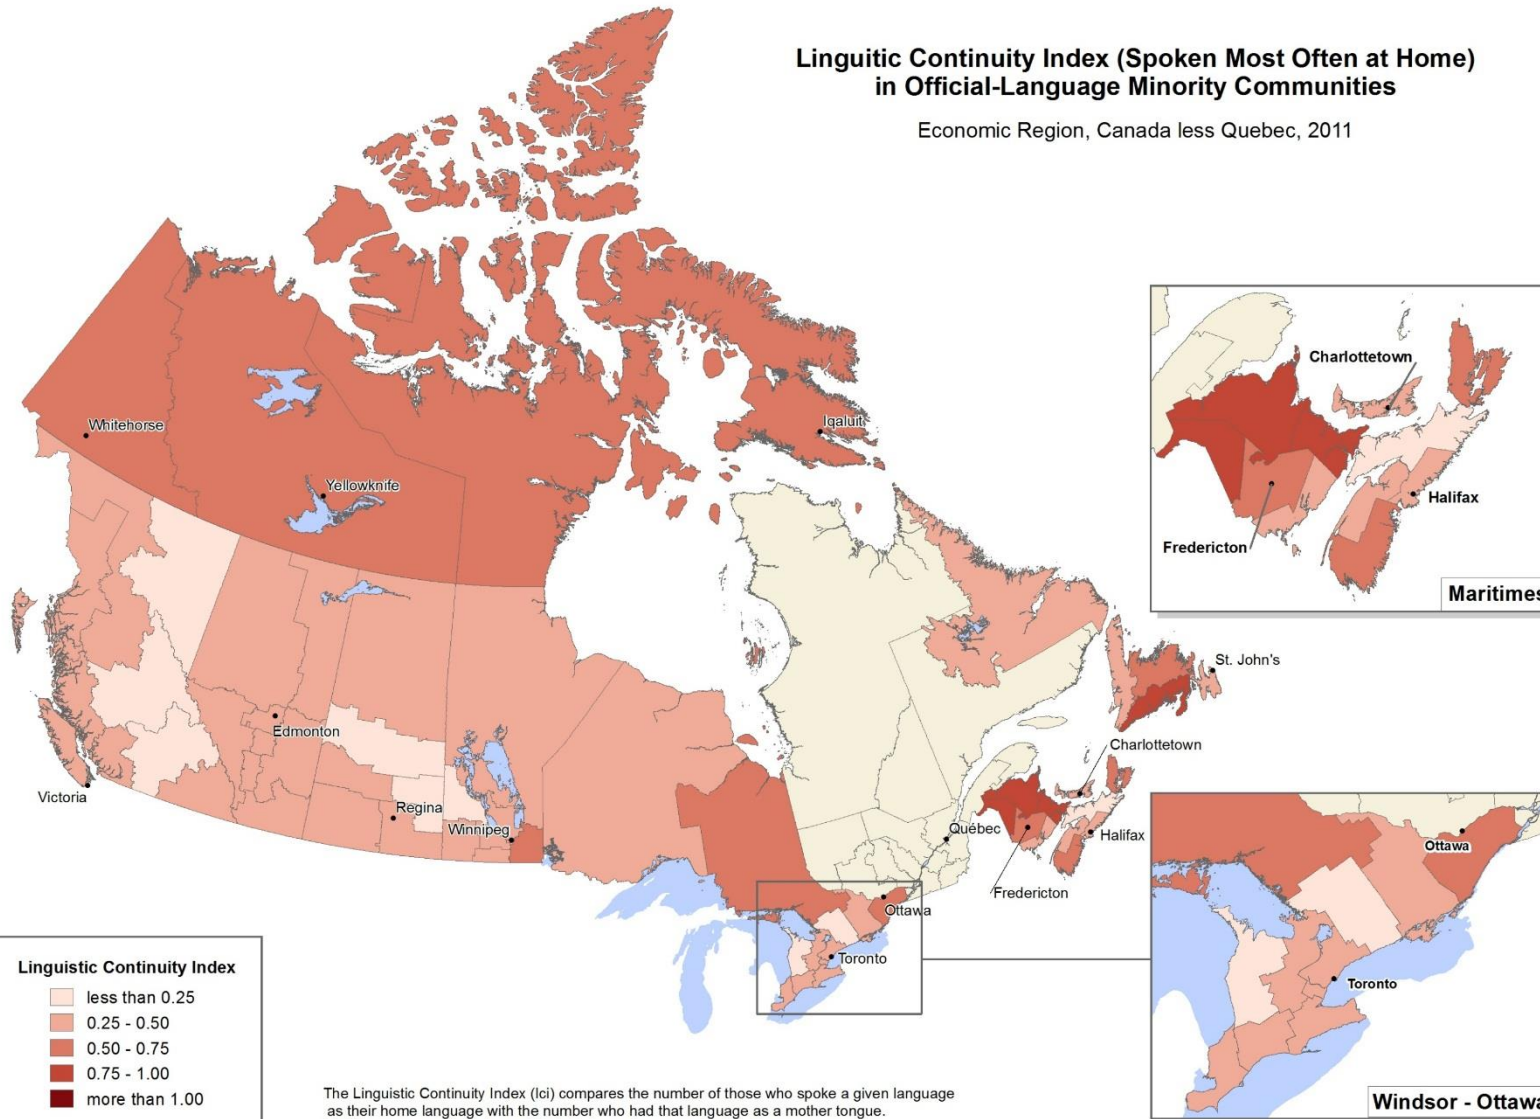 Linguitic Continuity Index (Spoken Most Often at Home)
in Official-Language Minority Communities
Economic Region, Canada less Quebec, 2011
Whitehorse
Yellowknife
Iqaluit
Edmonton
Victoria
Regina
Winnipeg
St. John's
Charlottetown
Québec
Halifax
Fredericton
Ottawa
Toronto
Charlottetown
Halifax
Fredericton
Maritimes
Ottawa
Toronto
Windsor - Ottawa
Linguistic Continuity Index
less than 0.25
0.25 - 0.50
0.50 - 0.75
0.75 - 1.00
more than 1.00
The Linguistic Continuity Index (lci) compares the number of those who spoke a given language
as their home language with the number who had that language as a mother tongue.